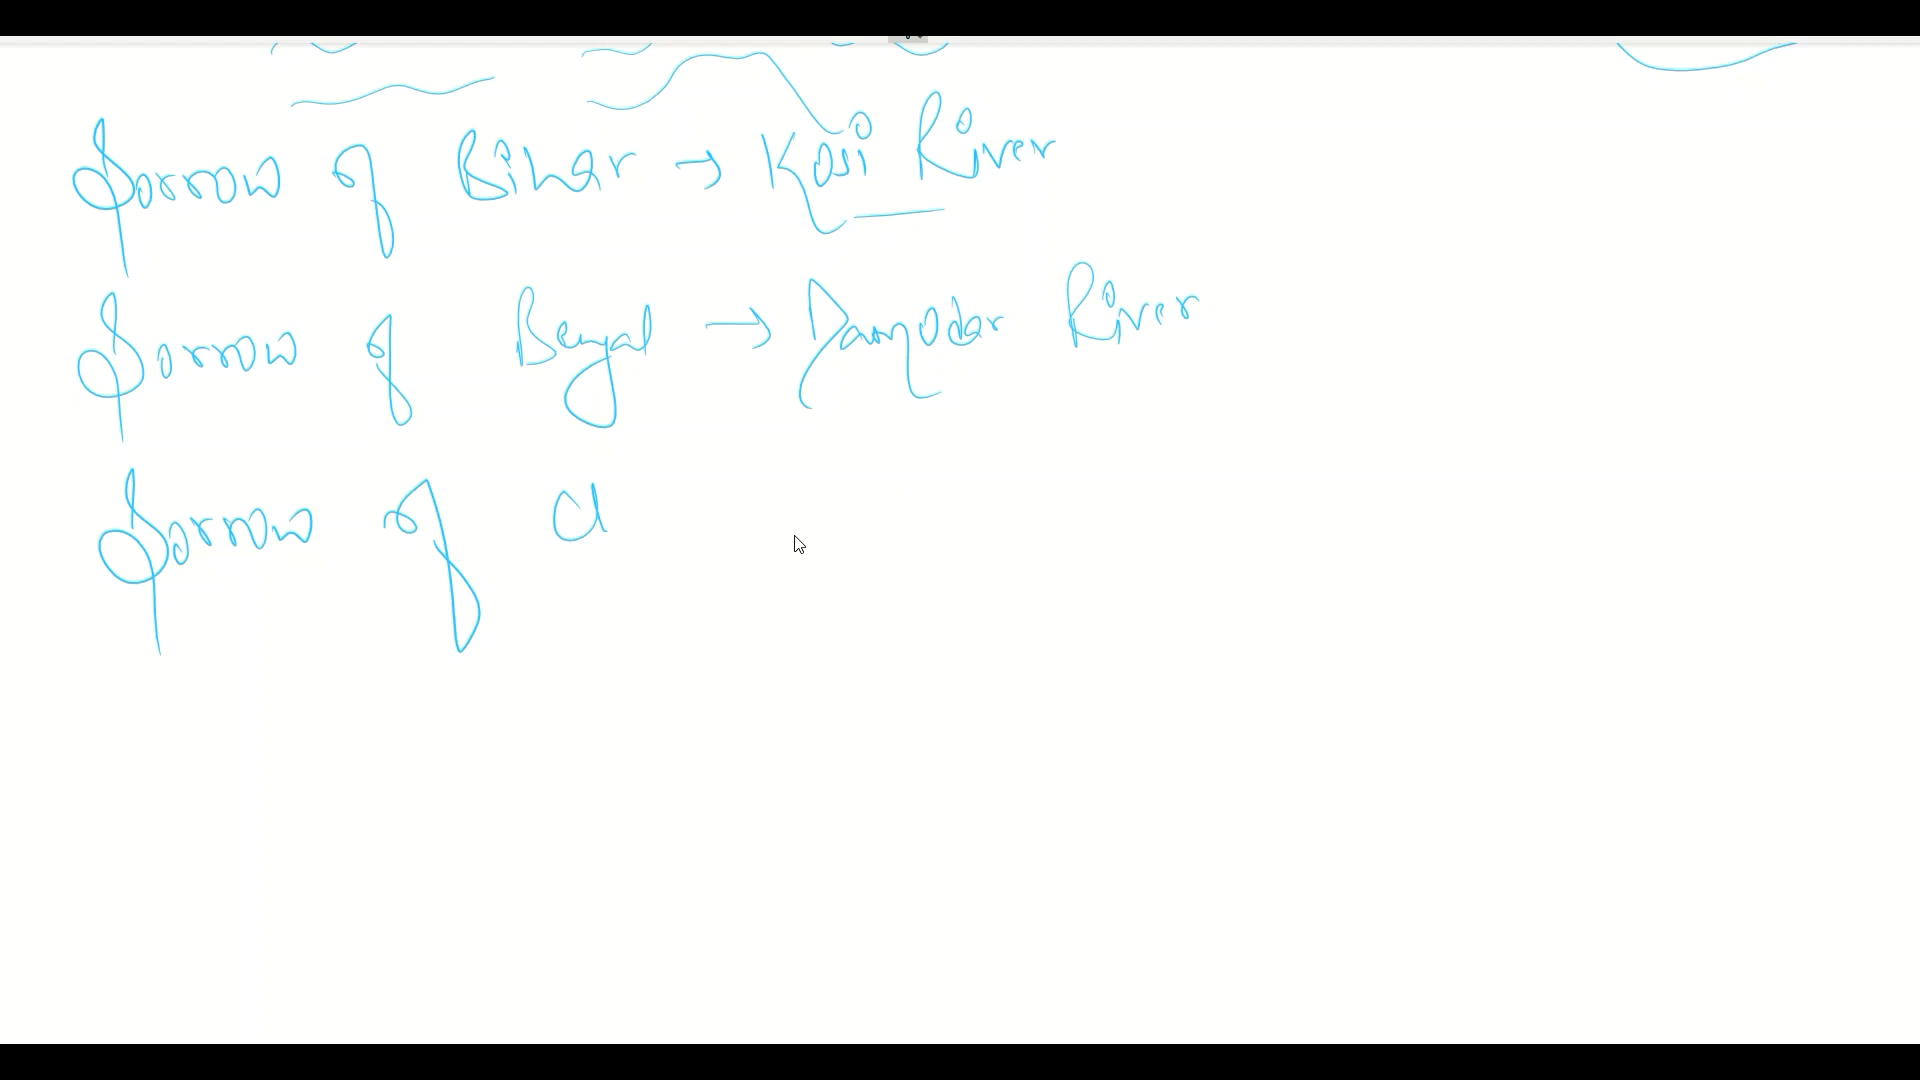 Sorrow of Bihar → Kosi River
Sorrow of Bengal → Damodar River
Sorrow of